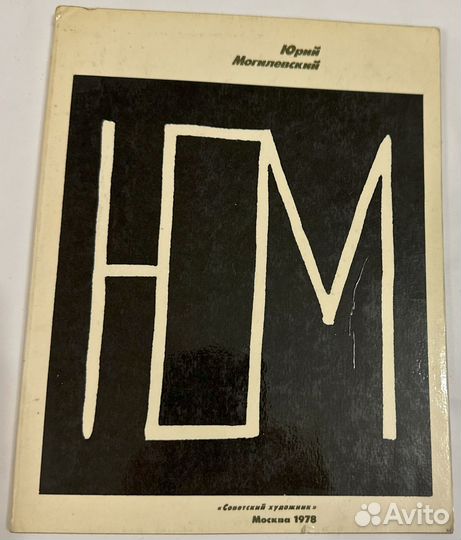 Юрий
Могилевский
ЮМ
«Советский художник»
Москва 1978
Avito